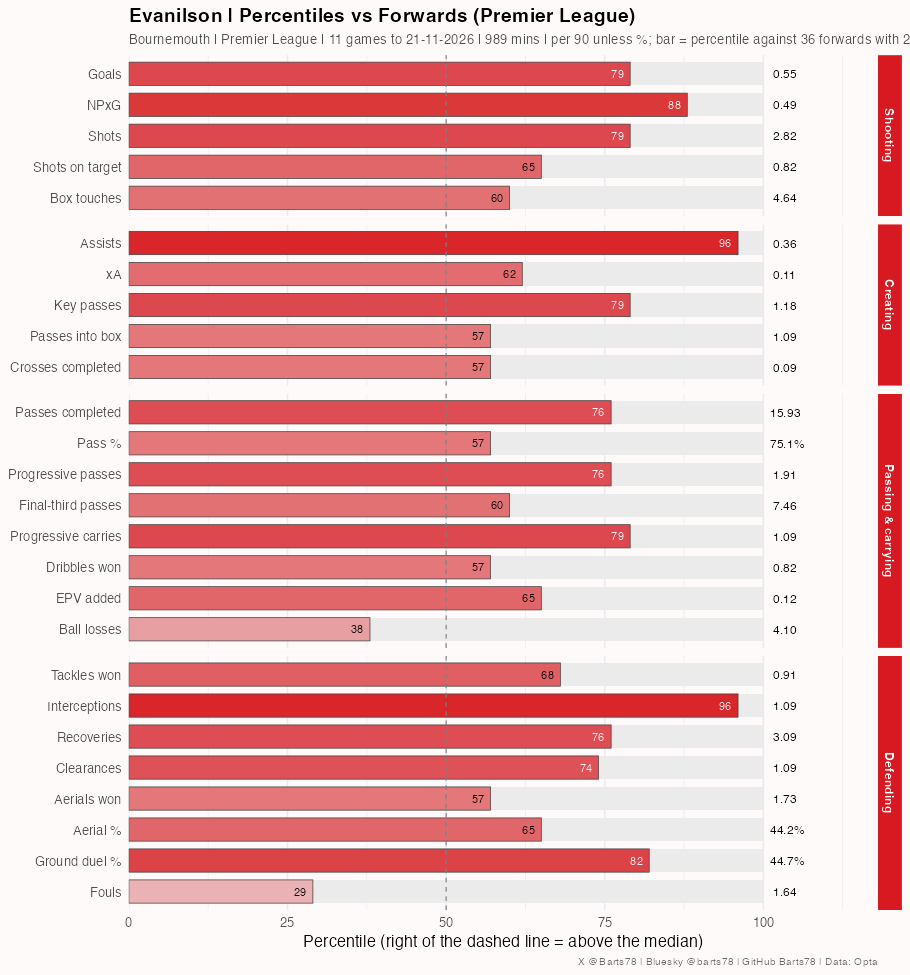 Evanilson | Percentiles vs Forwards (Premier League)
Bournemouth | Premier League | 11 games to 21-11-2026 | 989 mins | per 90 unless %; bar = percentile against 36 forwards with 2
Goals 79 0.55
NPxG 88 0.49
Shots 79 2.82
Shots on target 65 0.82
Box touches 60 4.64
Shooting
Assists 96 0.36
xA 62 0.11
Key passes 79 1.18
Passes into box 57 1.09
Crosses completed 57 0.09
Creating
Passes completed 76 15.93
Pass % 57 75.1%
Progressive passes 76 1.91
Final-third passes 60 7.46
Progressive carries 79 1.09
Dribbles won 57 0.82
EPV added 65 0.12
Ball losses 38 4.10
Passing & carrying
Tackles won 68 0.91
Interceptions 96 1.09
Recoveries 76 3.09
Clearances 74 1.09
Aerials won 57 1.73
Aerial % 65 44.2%
Ground duel % 82 44.7%
Fouls 29 1.64
Defending
0 25 50 75 100
Percentile (right of the dashed line = above the median)
X @Barts78 | Bluesky @barts78 | GitHub Barts78 | Data: Opta